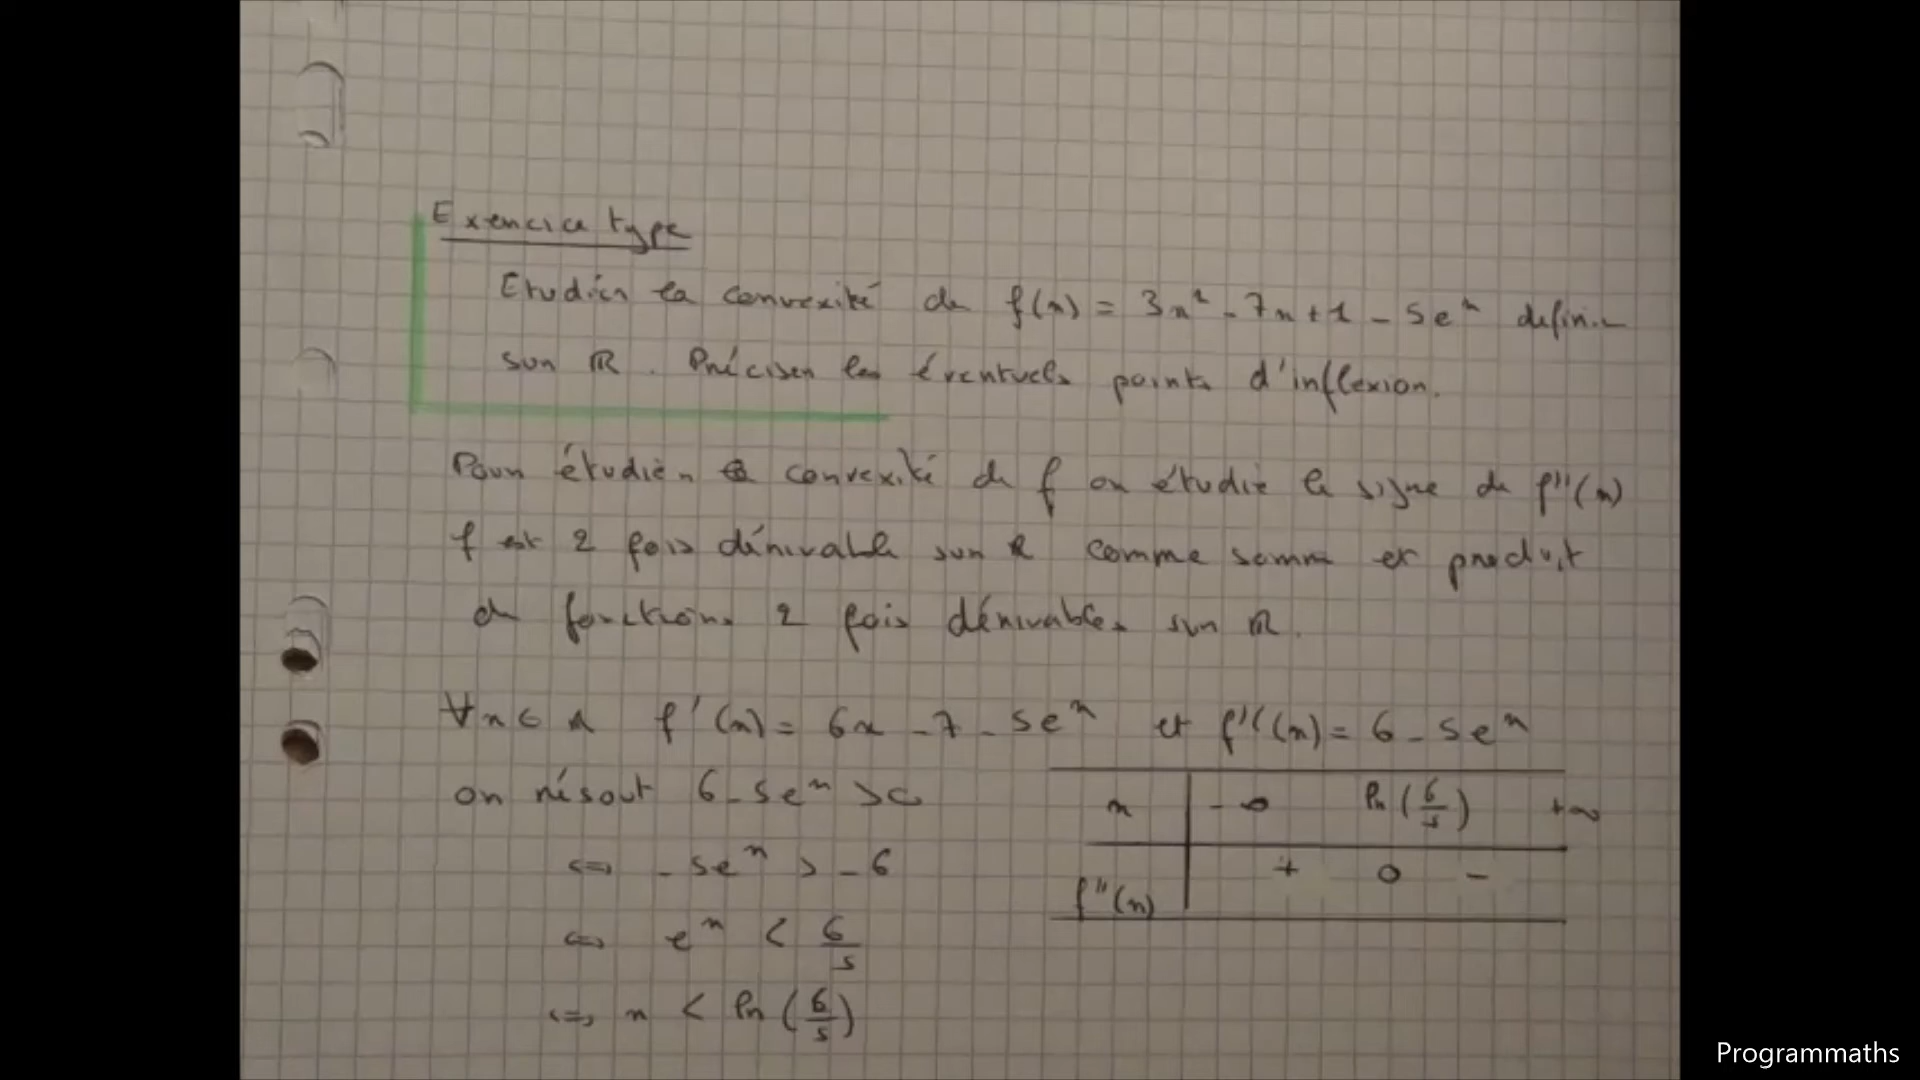 Exercice type
Etudier la convexité de f(x) = 3x² - 7x + 1 - 5eˣ définie
sur ℝ. Préciser les éventuels points d'inflexion.
Pour étudier la convexité de f on étudie le signe de f''(x)
f est 2 fois dérivable sur ℝ comme somme et produit
de fonctions 2 fois dérivables sur ℝ.
∀x∈ℝ f'(x) = 6x - 7 - 5eˣ et f''(x) = 6 - 5eˣ
on résout 6 - 5eˣ > 0
⇔ -5eˣ > -6
⇔ eˣ < 6/5
⇔ x < ln(6/5)
x -∞ ln(6/5) +∞
f''(x) + 0 -
Programmaths